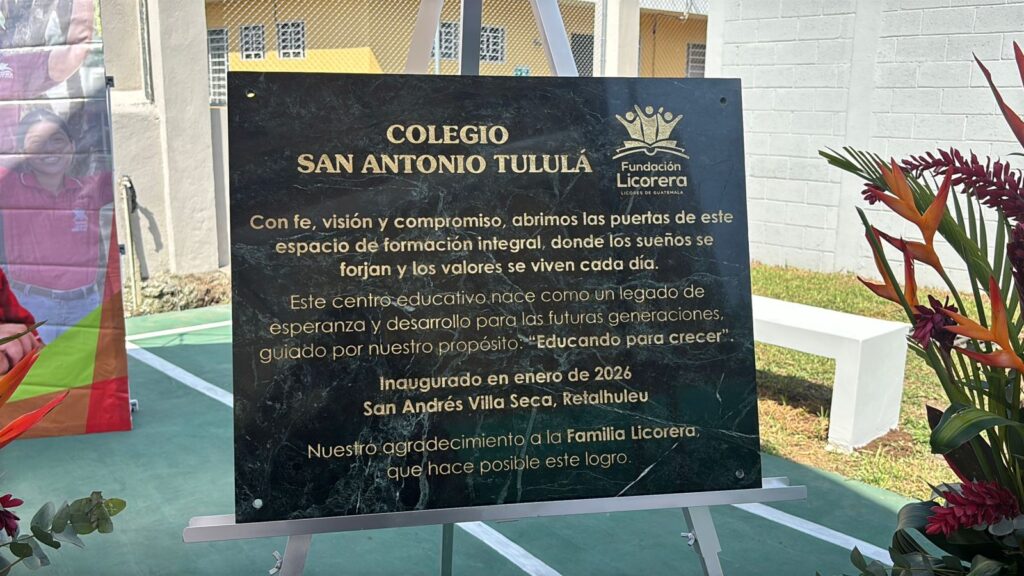 COLEGIO
SAN ANTONIO TULULÁ
Fundación
Licorera
LICORES DE GUATEMALA
Con fe, visión y compromiso, abrimos las puertas de este
espacio de formación integral, donde los sueños se
forjan y los valores se viven cada día.
Este centro educativo nace como un legado de
esperanza y desarrollo para las futuras generaciones,
guiado por nuestro propósito: “Educando para crecer”.
Inaugurado en enero de 2026
San Andrés Villa Seca, Retalhuleu
Nuestro agradecimiento a la Familia Licorera,
que hace posible este logro.